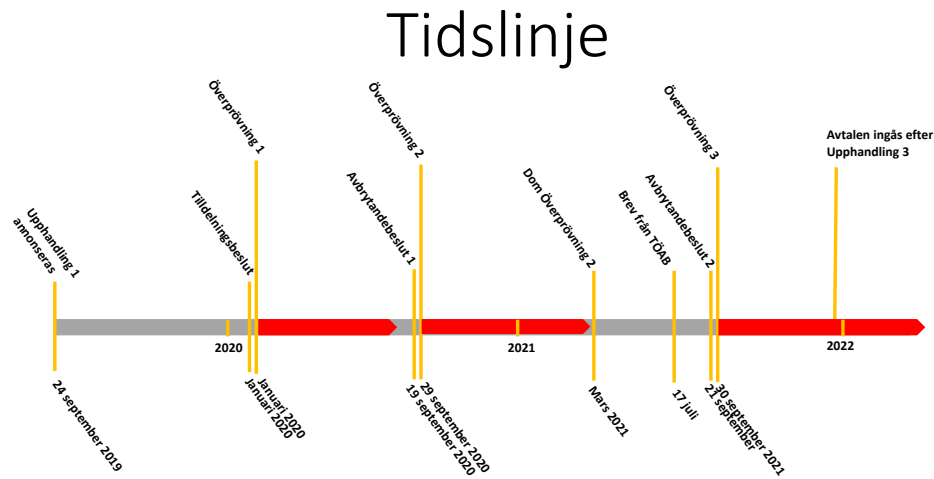 Tidslinje
Upphandling 1
annonseras
Tilldelningsbeslut
Överprövning 1
Avbrytandebeslut 1
Överprövning 2
Dom Överprövning 2
Brev från TÖAB
Avbrytandebeslut 2
Överprövning 3
Avtalen ingås efter
Upphandling 3
2020
2021
2022
24 september 2019
Januari 2020
Januari 2020
19 september 2020
29 september 2020
Mars 2021
17 juli
21 september
30 september 2021